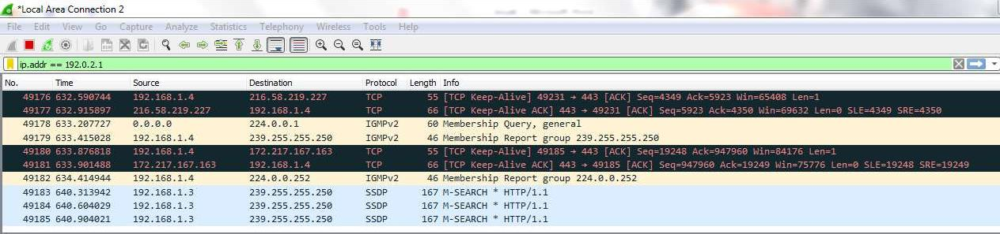 *Local Area Connection 2
File Edit View Go Capture Analyze Statistics Telephony Wireless Tools Help
ip.addr == 192.0.2.1
No. Time Source Destination Protocol Length Info
49176 632.590744 192.168.1.4 216.58.219.227 TCP 55 [TCP Keep-Alive] 49231 → 443 [ACK] Seq=4349 Ack=5923 Win=65408 Len=1
49177 632.915897 216.58.219.227 192.168.1.4 TCP 66 [TCP Keep-Alive ACK] 443 → 49231 [ACK] Seq=5923 Ack=4350 Win=69632 Len=0 SLE=4349 SRE=4350
49178 633.207727 0.0.0.0 224.0.0.1 IGMPv2 60 Membership Query, general
49179 633.415028 192.168.1.4 239.255.255.250 IGMPv2 46 Membership Report group 239.255.255.250
49180 633.876818 192.168.1.4 172.217.167.163 TCP 55 [TCP Keep-Alive] 49185 → 443 [ACK] Seq=19248 Ack=947960 Win=84176 Len=1
49181 633.901488 172.217.167.163 192.168.1.4 TCP 66 [TCP Keep-Alive ACK] 443 → 49185 [ACK] Seq=947960 Ack=19249 Win=75776 Len=0 SLE=19248 SRE=19249
49182 634.414944 192.168.1.4 224.0.0.252 IGMPv2 46 Membership Report group 224.0.0.252
49183 640.313942 192.168.1.3 239.255.255.250 SSDP 167 M-SEARCH * HTTP/1.1
49184 640.604029 192.168.1.3 239.255.255.250 SSDP 167 M-SEARCH * HTTP/1.1
49185 640.904021 192.168.1.3 239.255.255.250 SSDP 167 M-SEARCH * HTTP/1.1